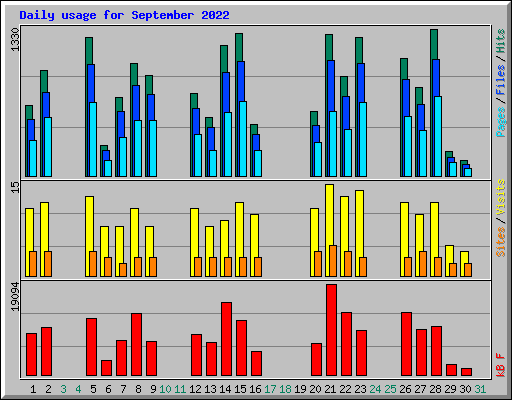 Daily usage for September 2022
1330
Pages / Files / Hits
15
Sites / Visits
19094
kB F
1 2 3 4 5 6 7 8 9 10 11 12 13 14 15 16 17 18 19 20 21 22 23 24 25 26 27 28 29 30 31